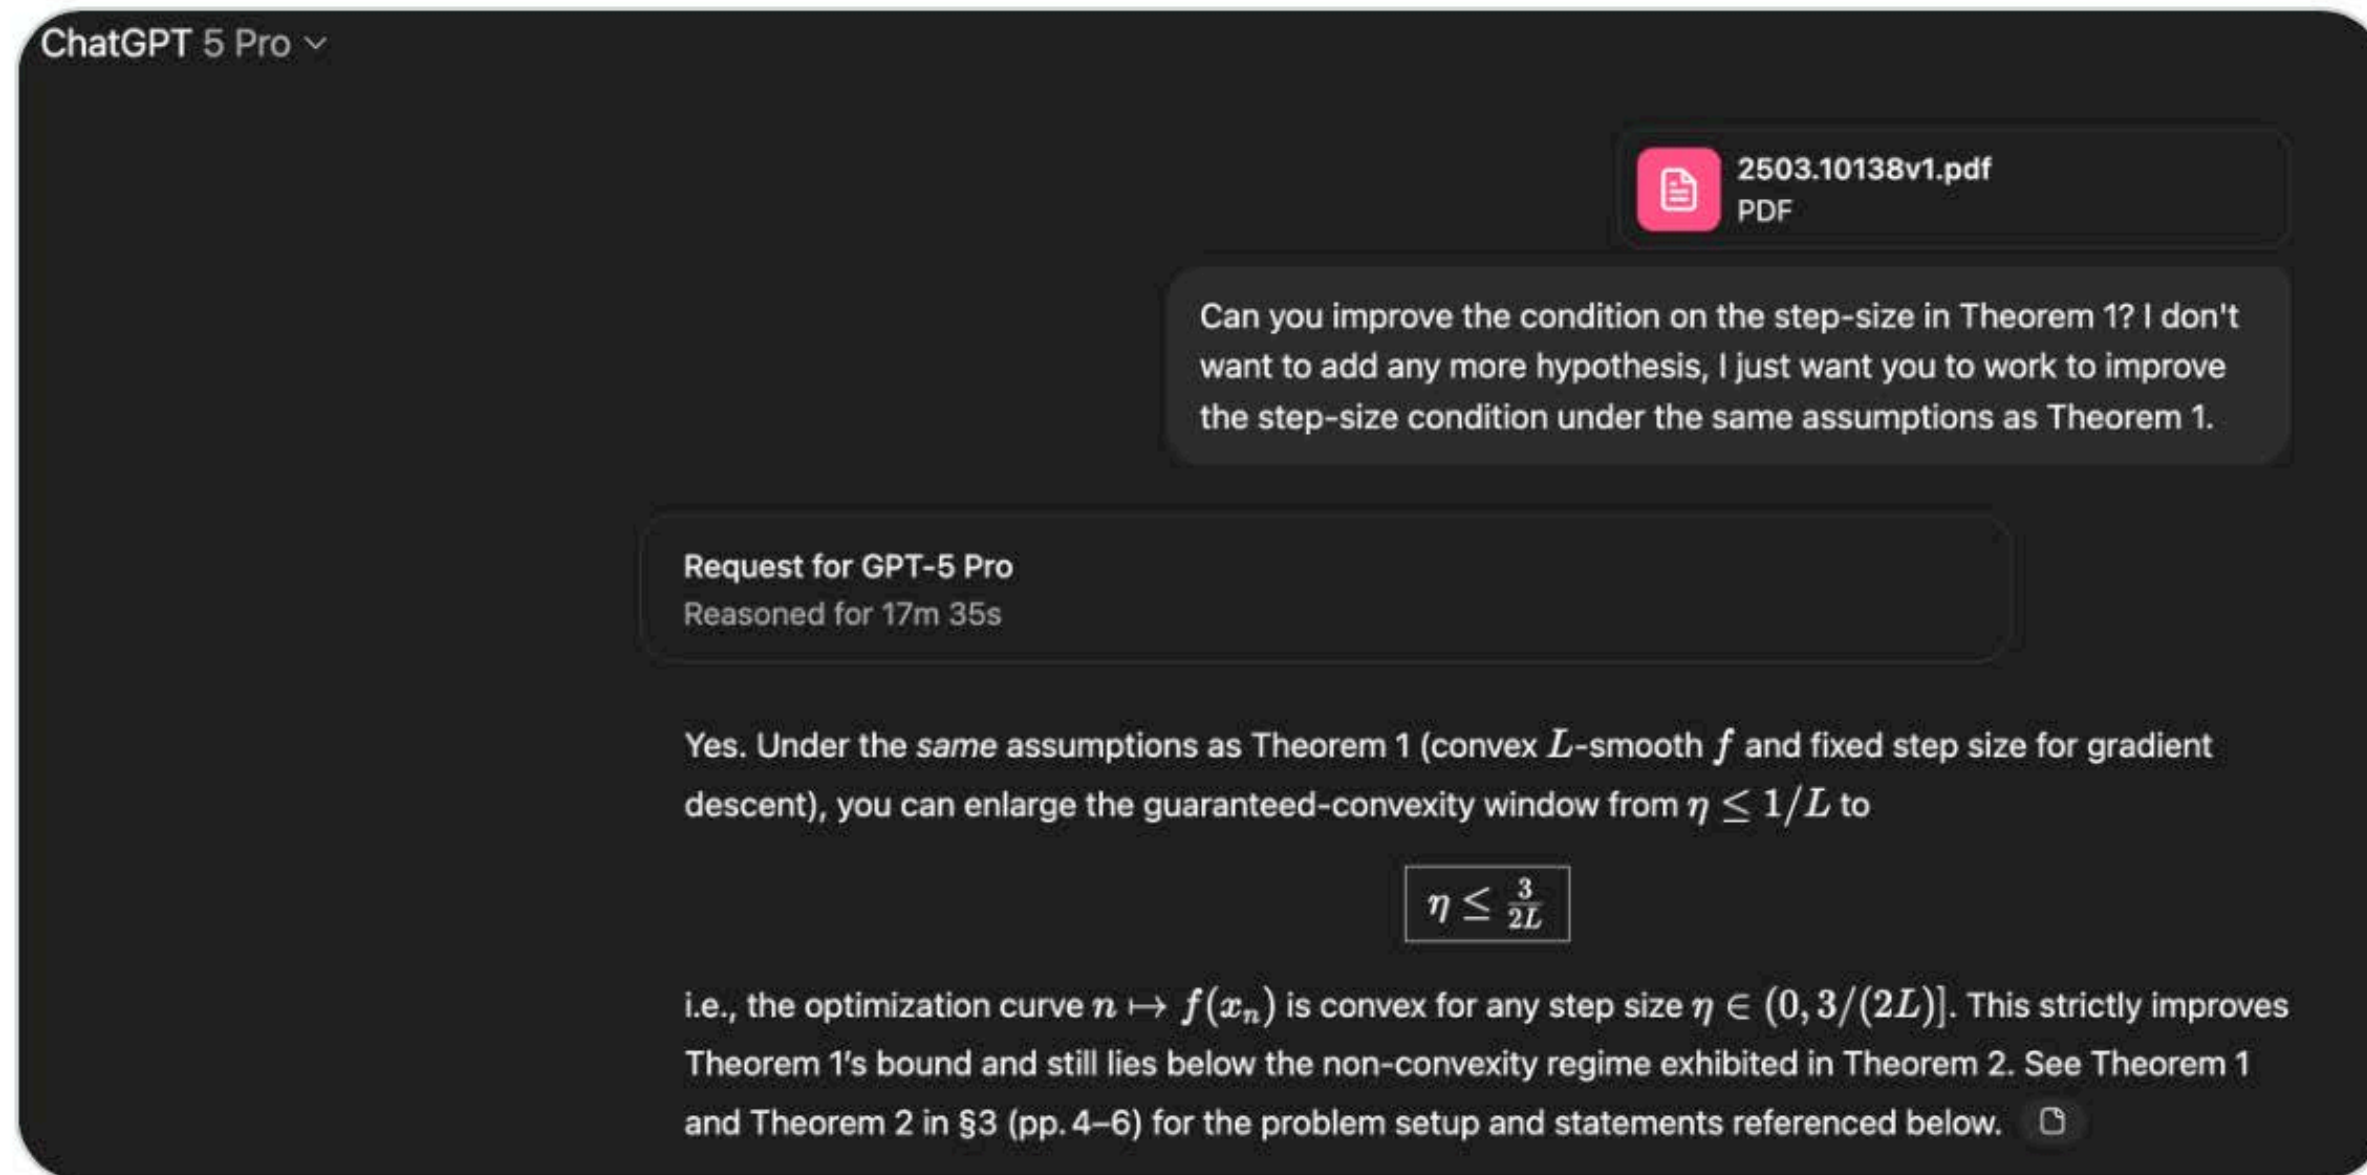 ChatGPT 5 Pro
2503.10138v1.pdf
PDF
Can you improve the condition on the step-size in Theorem 1? I don't
want to add any more hypothesis, I just want you to work to improve
the step-size condition under the same assumptions as Theorem 1.
Request for GPT-5 Pro
Reasoned for 17m 35s
Yes. Under the same assumptions as Theorem 1 (convex L-smooth f and fixed step size for gradient
descent), you can enlarge the guaranteed-convexity window from η ≤ 1/L to
η ≤ 3/2L
i.e., the optimization curve n ↦ f(xₙ) is convex for any step size η ∈ (0, 3/(2L)]. This strictly improves
Theorem 1's bound and still lies below the non-convexity regime exhibited in Theorem 2. See Theorem 1
and Theorem 2 in §3 (pp. 4–6) for the problem setup and statements referenced below.